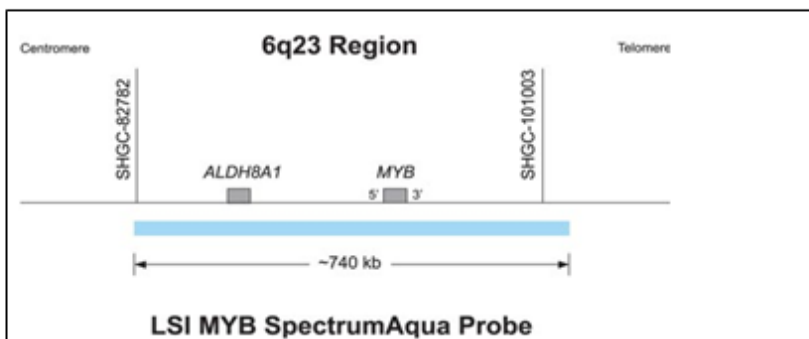 Centromere 6q23 Region Telomere
SHGC-82782
SHGC-101003
ALDH8A1 MYB
5' 3'
~740 kb
LSI MYB SpectrumAqua Probe